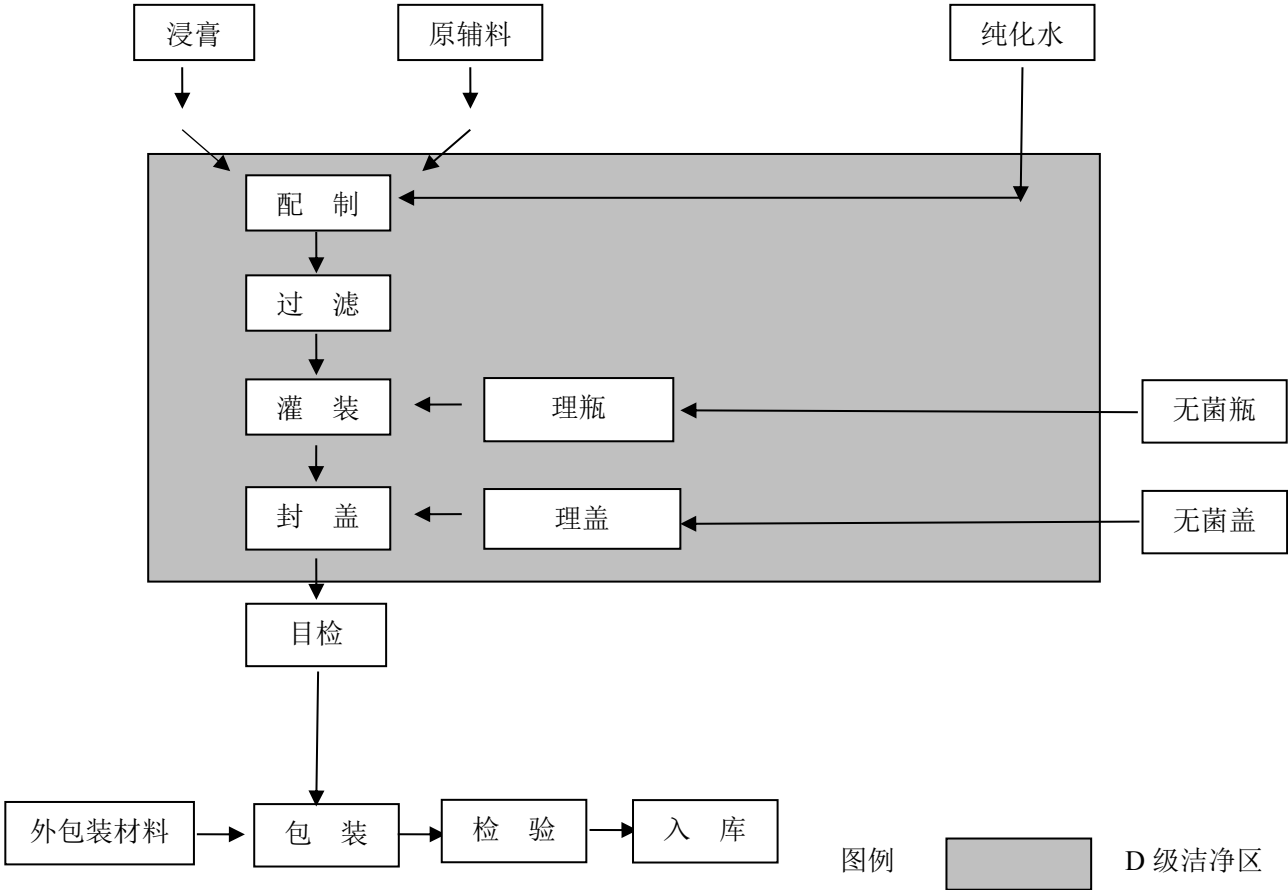 浸膏
原辅料
纯化水
配 制
过 滤
灌 装
理瓶
无菌瓶
封 盖
理盖
无菌盖
目检
外包装材料
包 装
检 验
入 库
图例
D 级洁净区